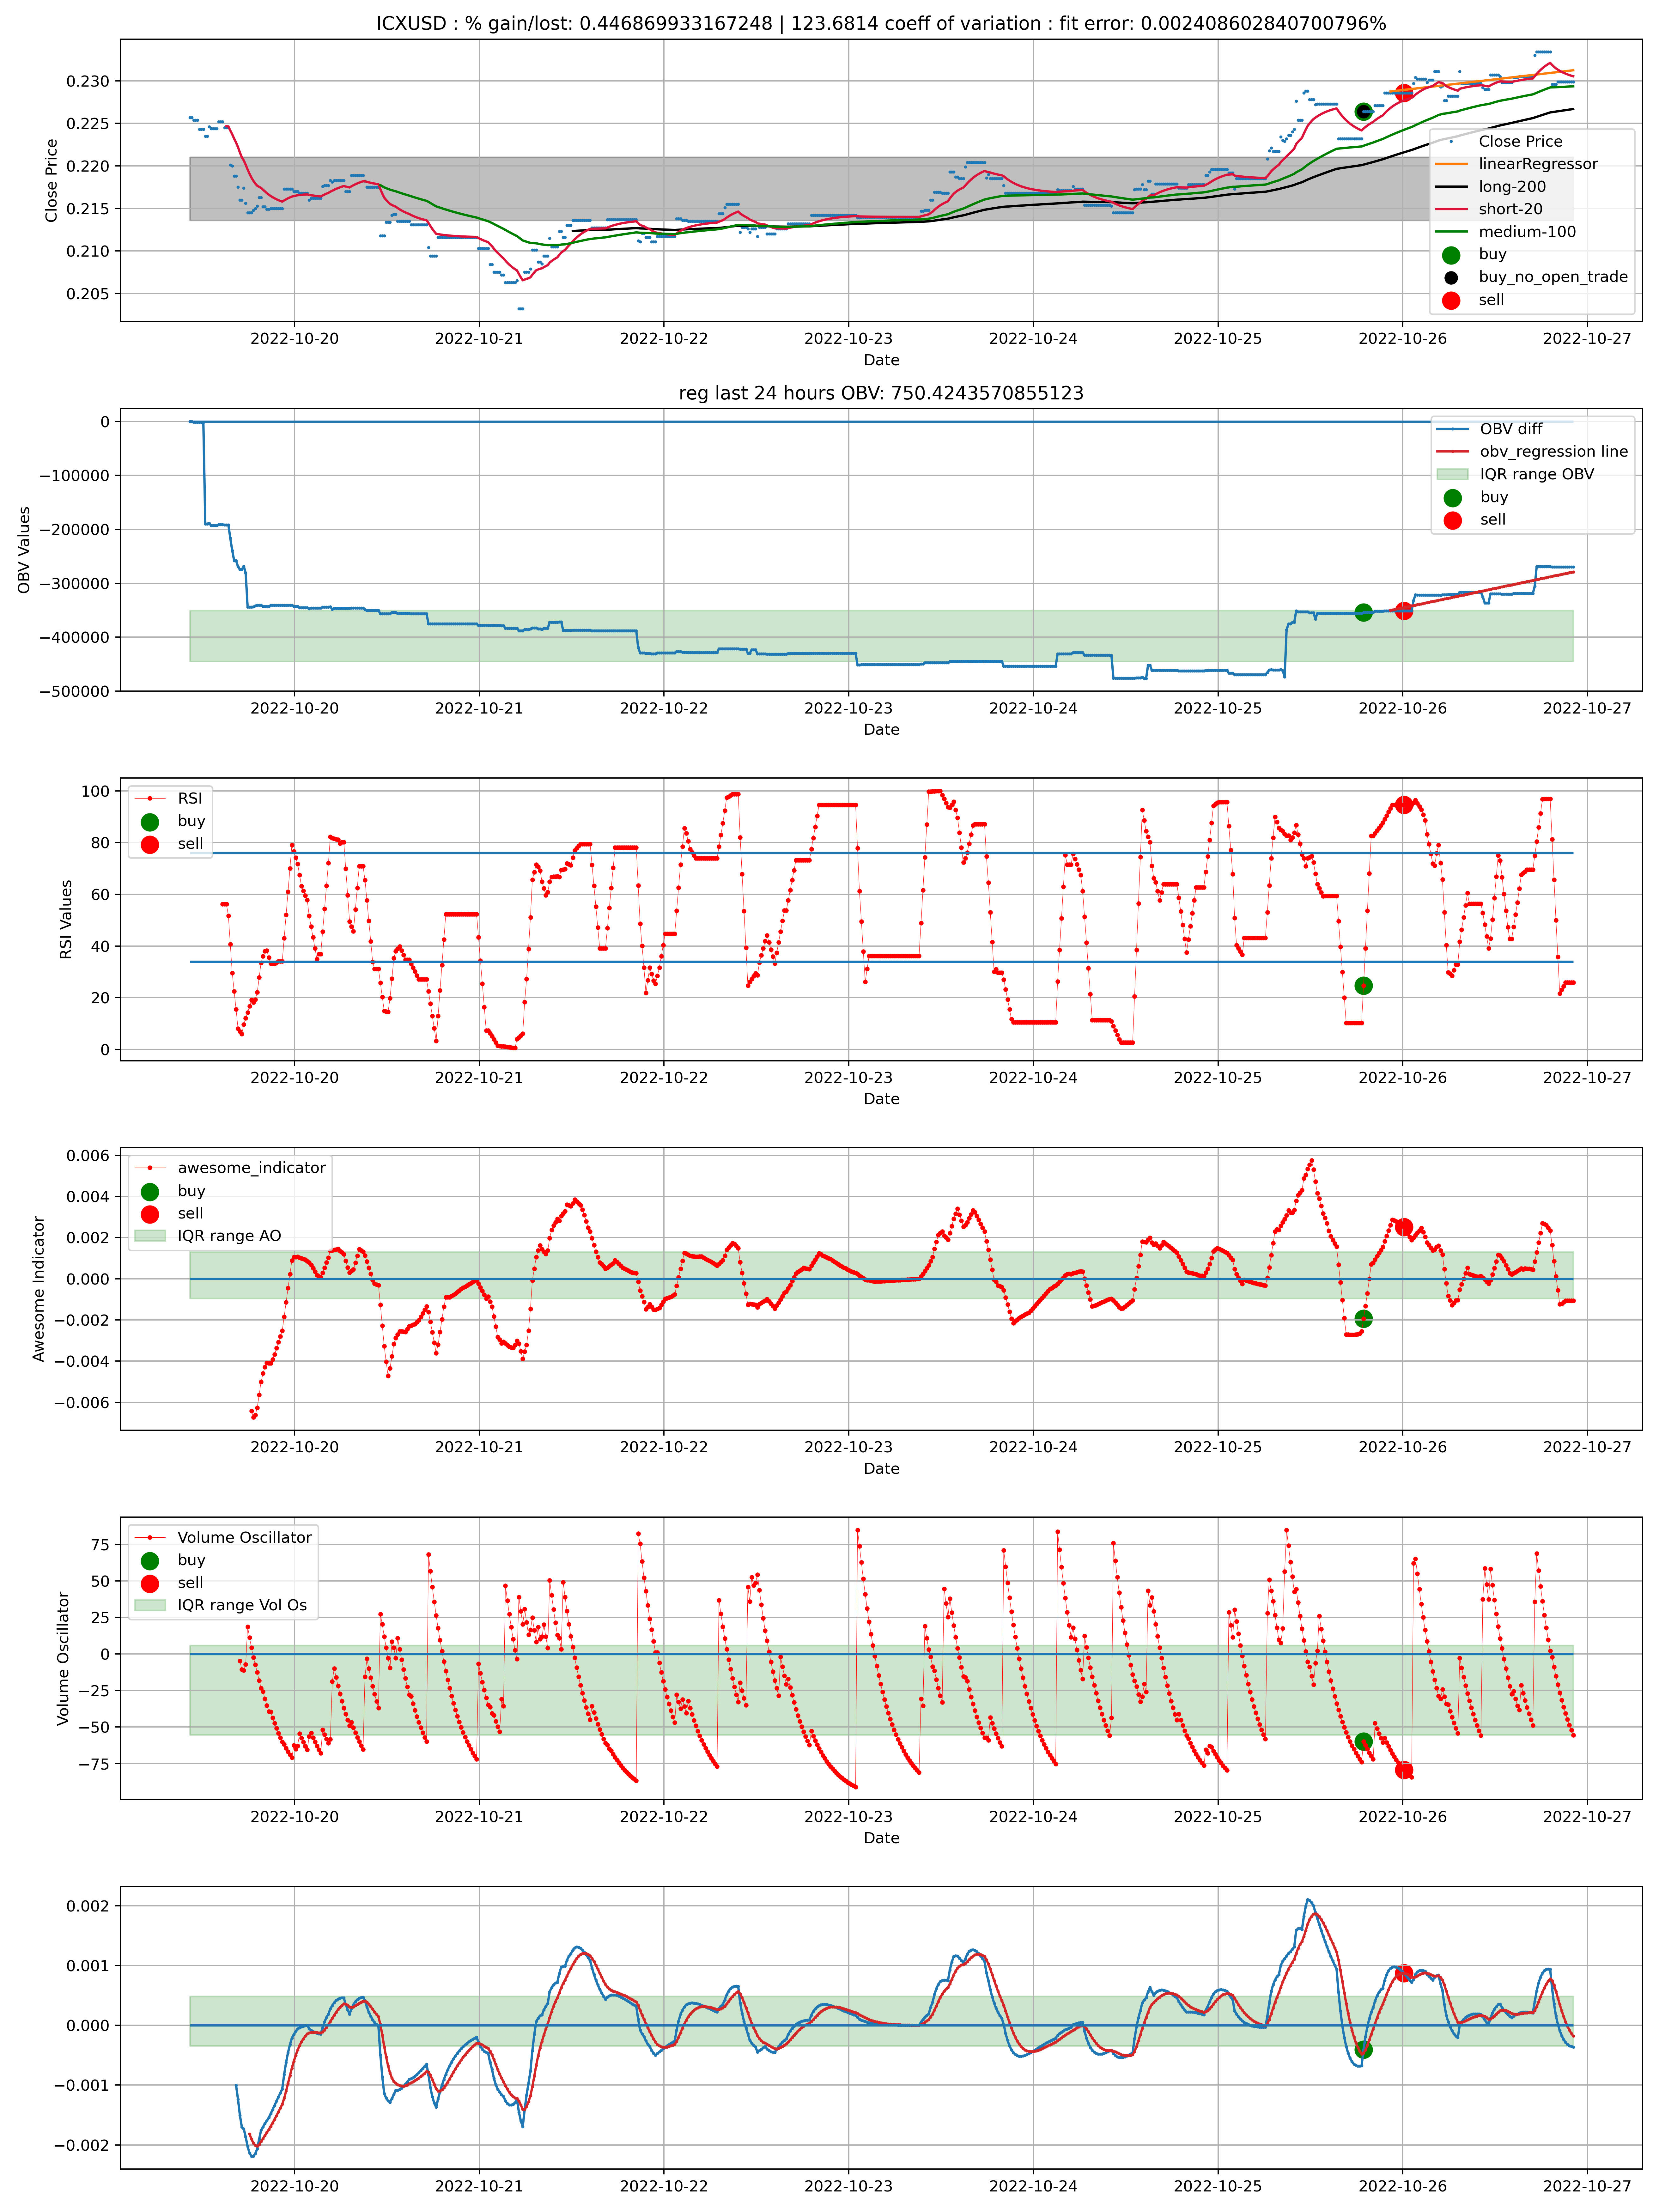 ICXUSD : % gain/lost: 0.446869933167248 | 123.6814 coeff of variation : fit error: 0.002408602840700796%
Close Price
0.230
0.225
0.220
0.215
0.210
0.205
Close Price
linearRegressor
long-200
short-20
medium-100
buy
buy_no_open_trade
sell
2022-10-20 2022-10-21 2022-10-22 2022-10-23 2022-10-24 2022-10-25 2022-10-26 2022-10-27
Date
reg last 24 hours OBV: 750.4243570855123
OBV Values
0
−100000
−200000
−300000
−400000
−500000
OBV diff
obv_regression line
IQR range OBV
buy
sell
2022-10-20 2022-10-21 2022-10-22 2022-10-23 2022-10-24 2022-10-25 2022-10-26 2022-10-27
Date
RSI Values
100
80
60
40
20
0
RSI
buy
sell
2022-10-20 2022-10-21 2022-10-22 2022-10-23 2022-10-24 2022-10-25 2022-10-26 2022-10-27
Date
Awesome Indicator
0.006
0.004
0.002
0.000
−0.002
−0.004
−0.006
awesome_indicator
buy
sell
IQR range AO
2022-10-20 2022-10-21 2022-10-22 2022-10-23 2022-10-24 2022-10-25 2022-10-26 2022-10-27
Date
Volume Oscillator
75
50
25
0
−25
−50
−75
Volume Oscillator
buy
sell
IQR range Vol Os
2022-10-20 2022-10-21 2022-10-22 2022-10-23 2022-10-24 2022-10-25 2022-10-26 2022-10-27
Date
0.002
0.001
0.000
−0.001
−0.002
2022-10-20 2022-10-21 2022-10-22 2022-10-23 2022-10-24 2022-10-25 2022-10-26 2022-10-27